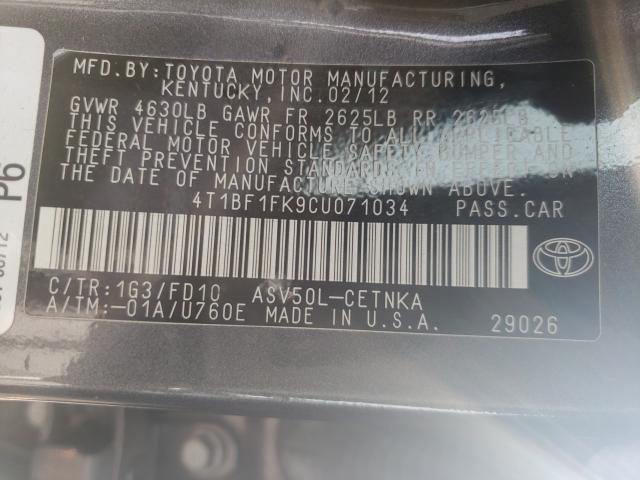 MFD.BY:TOYOTA MOTOR MANUFACTURING,
KENTUCKY,INC.02/12
GVWR 4630LB GAWR FR 2625LB RR 2625LB
THIS VEHICLE CONFORMS TO ALL APPLICABLE
FEDERAL MOTOR VEHICLE SAFETY, BUMPER AND
THEFT PREVENTION STANDARDS IN EFFECT ON
THE DATE OF MANUFACTURE SHOWN ABOVE.
4T1BF1FK9CU071034 PASS.CAR
C/TR:1G3/FD10 ASV50L-CETNKA
A/TM:-01A/U760E MADE IN U.S.A. 29026
P6